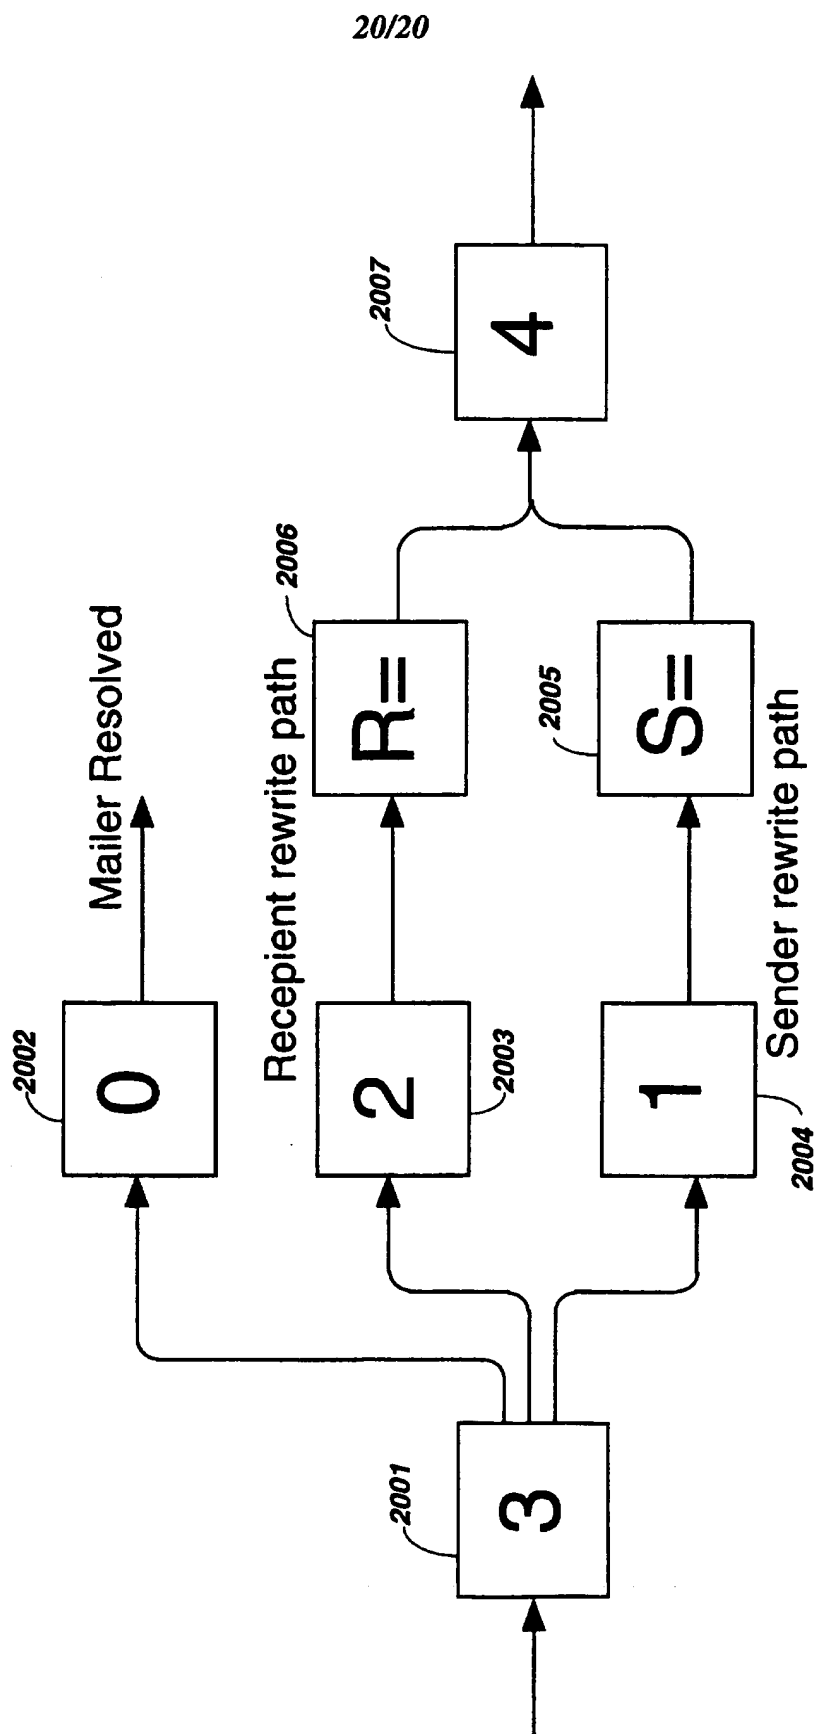 20/20
2002
0
Mailer Resolved
2001
3
2003
2
Recepient rewrite path
2006
R=
2004
1
Sender rewrite path
2005
S=
2007
4